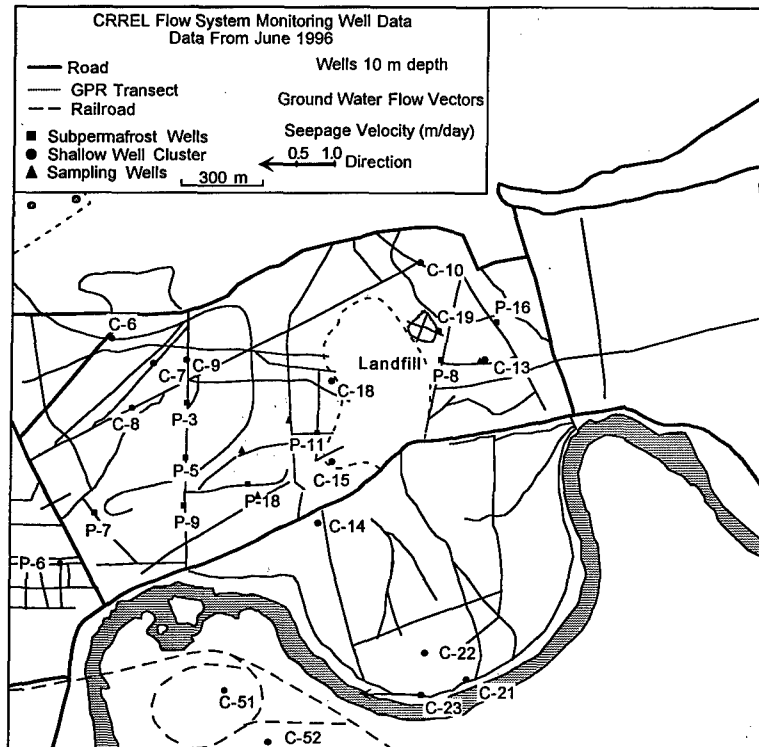 CRREL Flow System Monitoring Well Data
Data From June 1996
Road
GPR Transect
Railroad
Subpermafrost Wells
Shallow Well Cluster
Sampling Wells
Wells 10 m depth
Ground Water Flow Vectors
Seepage Velocity (m/day)
0.5 1.0 Direction
300 m
C-10
C-19
P-16
C-6
C-9
C-7
Landfill
P-8
C-13
C-18
C-8
P-3
P-11
P-5
C-15
P-18
P-9
P-7
C-14
P-6
C-22
C-21
C-23
C-51
C-52